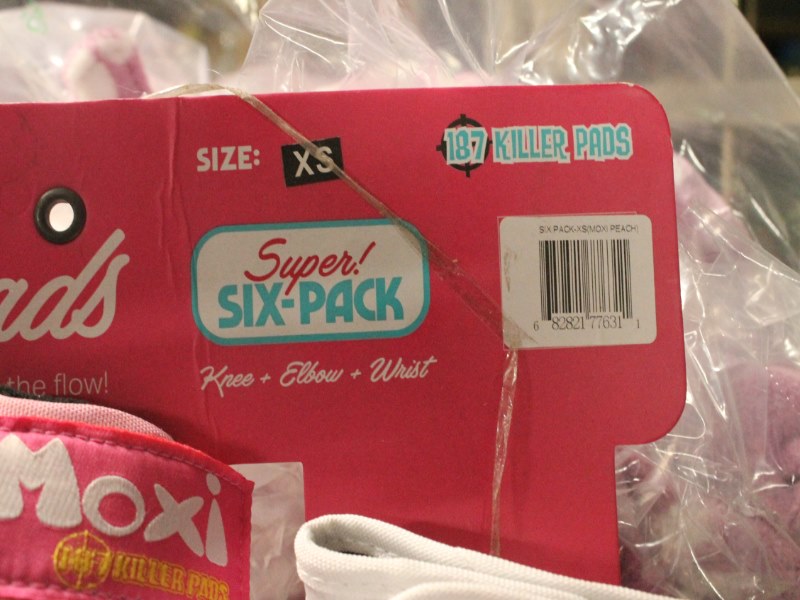 SIZE: XS
187 KILLER PADS
SIX PACK-XS(MOXI PEACH)
6 82821 77631 1
Super!
SIX-PACK
Knee + Elbow + Wrist
ads
the flow!
Moxi
187 KILLER PADS